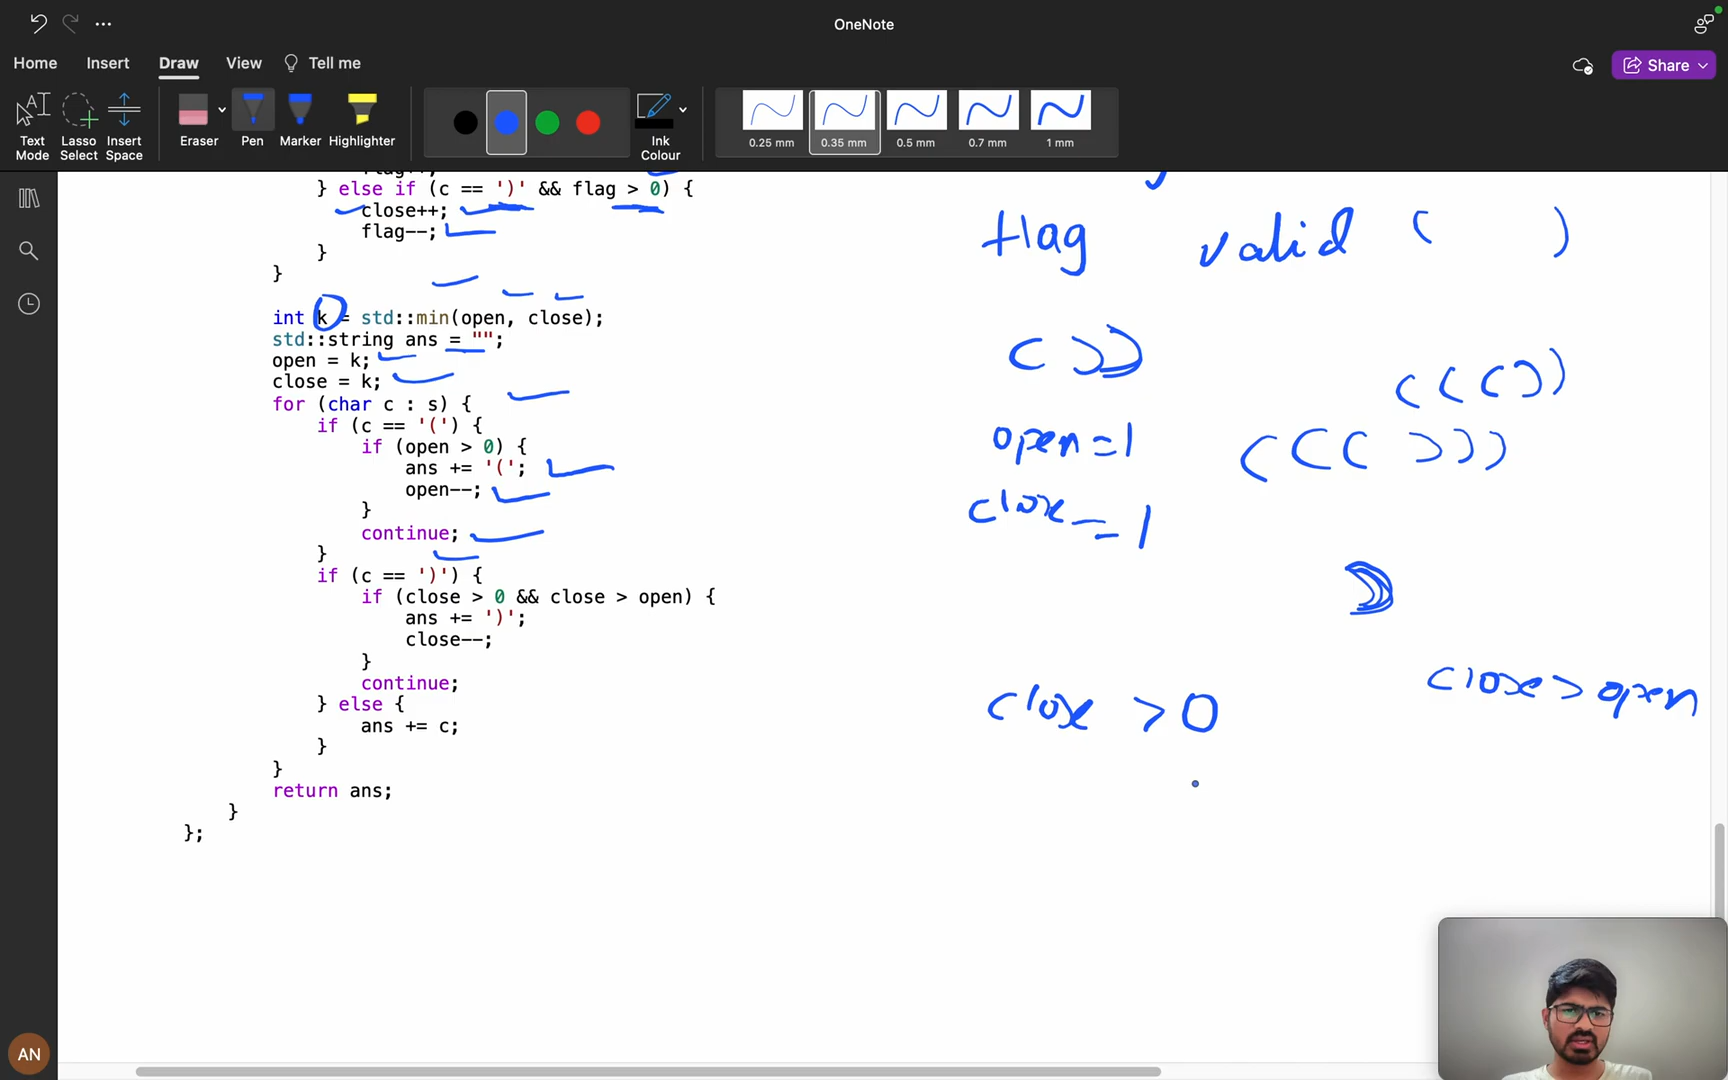 OneNote
Home Insert Draw View Tell me
Share
Text Mode
Lasso Select
Insert Space
Eraser
Pen
Marker
Highlighter
Ink Colour
0.25 mm
0.35 mm
0.5 mm
0.7 mm
1 mm
} else if (c == ')' && flag > 0) {
close++;
flag--;
}
}
int k = std::min(open, close);
std::string ans = "";
open = k;
close = k;
for (char c : s) {
if (c == '(') {
if (open > 0) {
ans += '(';
open--;
}
continue;
}
if (c == ')') {
if (close > 0 && close > open) {
ans += ')';
close--;
}
continue;
} else {
ans += c;
}
}
return ans;
}
};
flag valid ( )
( ) )
( ( ( ) )
open = 1
( ( ( ) ) )
close = 1
)
close > open
close > 0
AN